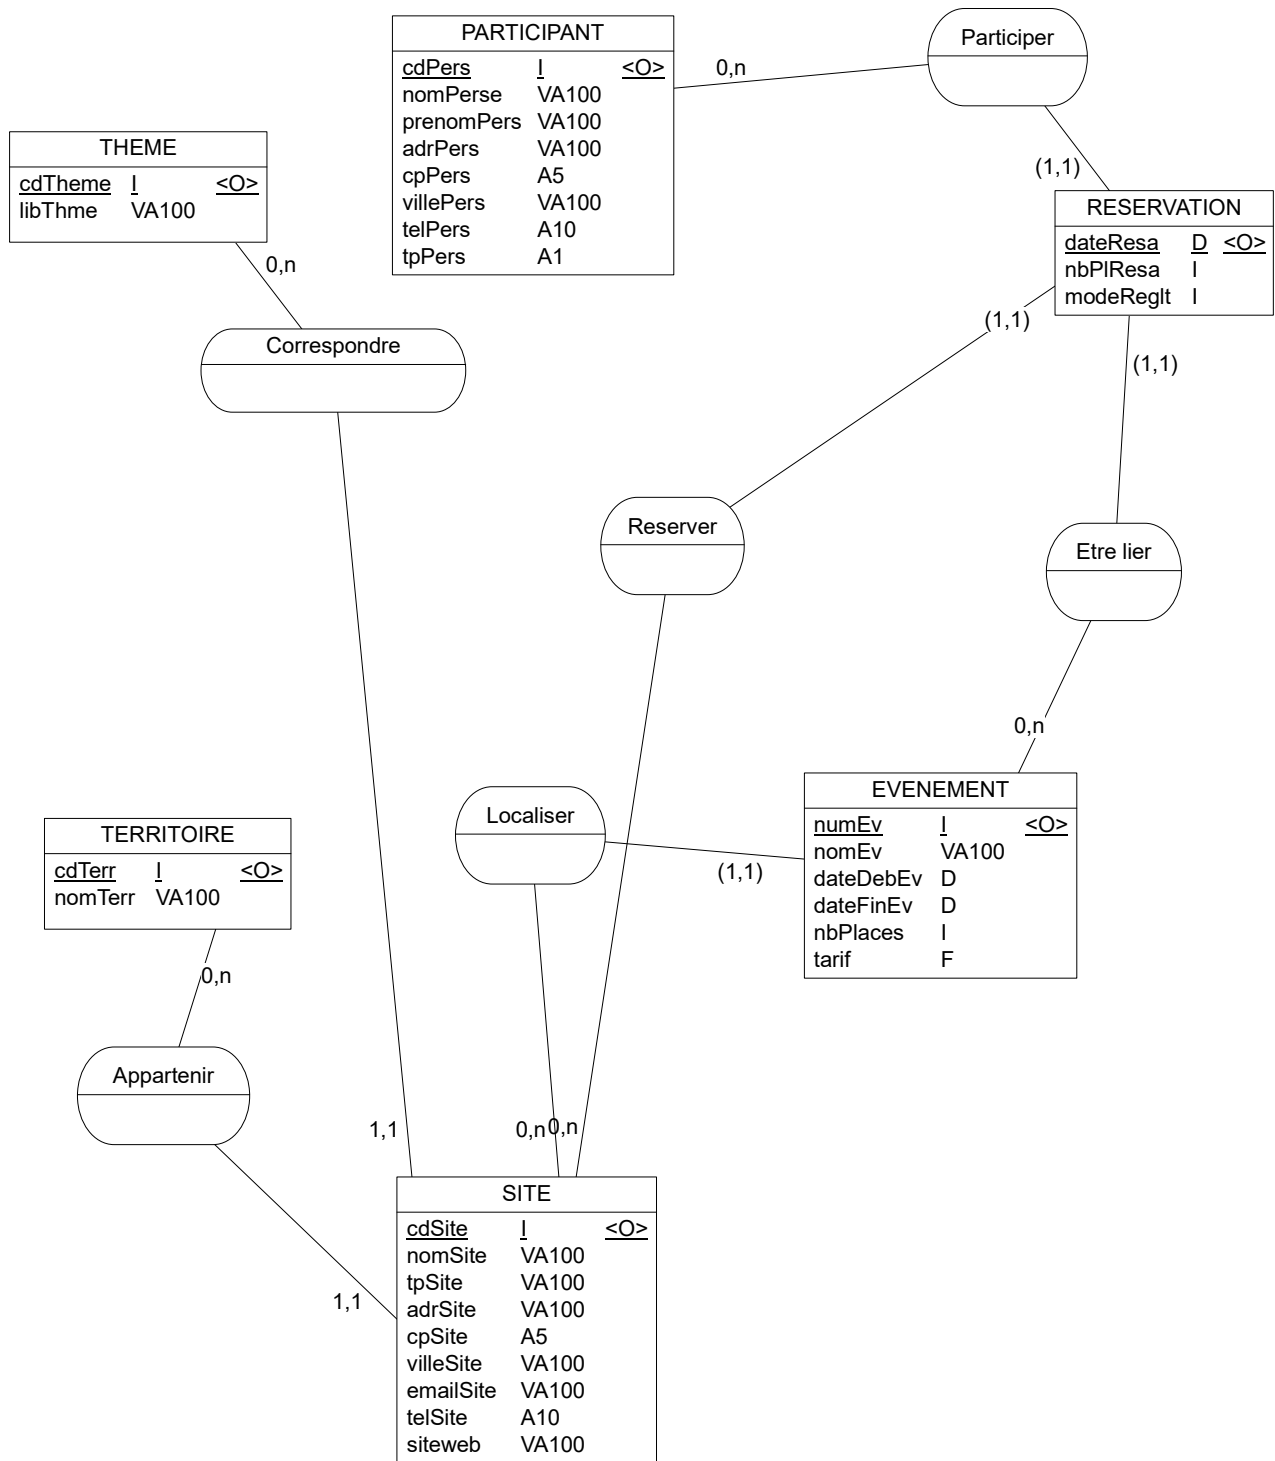 PARTICIPANT
cdPers I <O>
nomPerse VA100
prenomPers VA100
adrPers VA100
cpPers A5
villePers VA100
telPers A10
tpPers A1
0,n
Participer
(1,1)
THEME
cdTheme I <O>
libThme VA100
0,n
Correspondre
RESERVATION
dateResa D <O>
nbPlResa I
modeReglt I
(1,1)
(1,1)
Reserver
Etre lier
0,n
Localiser
(1,1)
EVENEMENT
numEv I <O>
nomEv VA100
dateDebEv D
dateFinEv D
nbPlaces I
tarif F
TERRITOIRE
cdTerr I <O>
nomTerr VA100
0,n
Appartenir
1,1
0,n
0,n
1,1
SITE
cdSite I <O>
nomSite VA100
tpSite VA100
adrSite VA100
cpSite A5
villeSite VA100
emailSite VA100
telSite A10
siteweb VA100